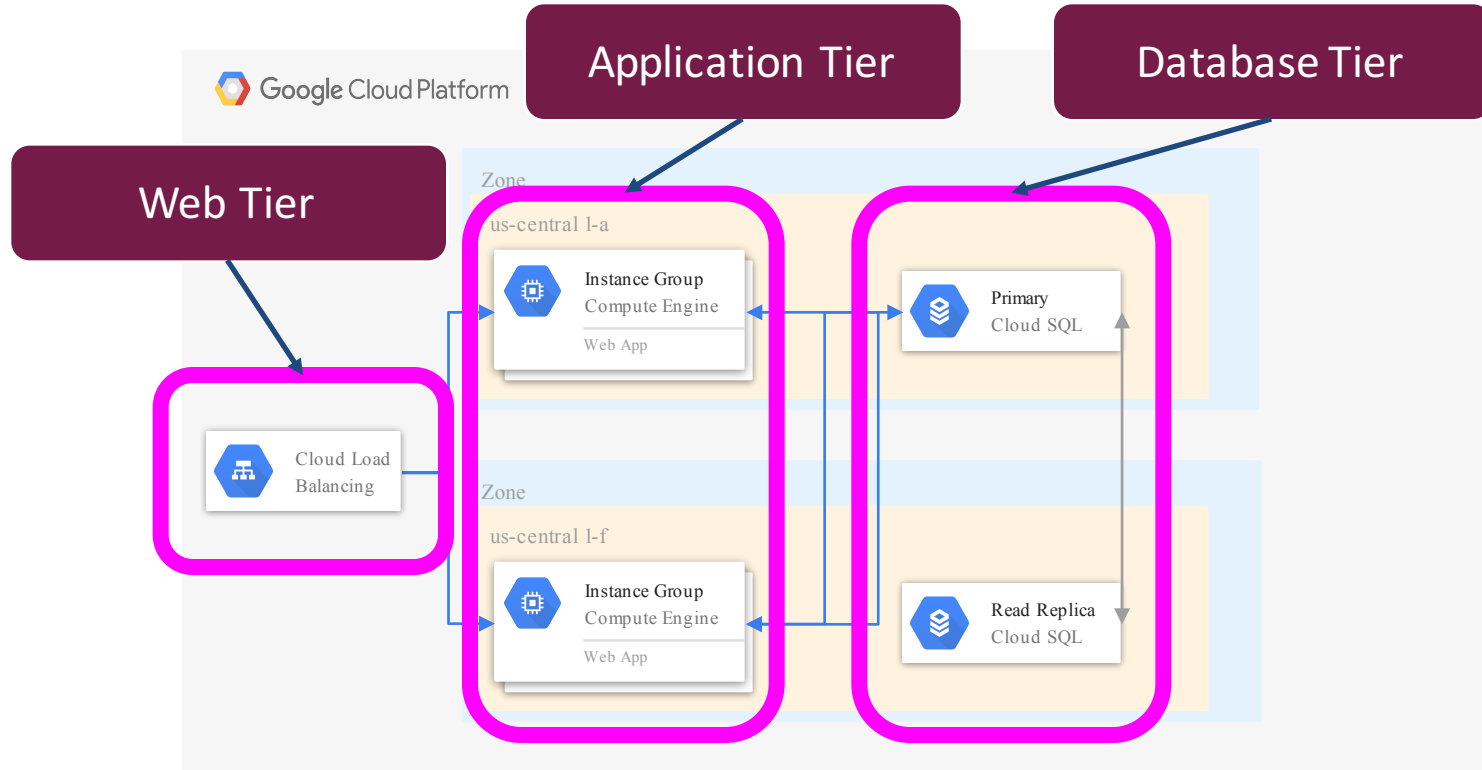 Application Tier
Database Tier
Google Cloud Platform
Web Tier
Zone
us-central 1-a
Instance Group
Compute Engine
Web App
Primary
Cloud SQL
Cloud Load
Balancing
Zone
us-central 1-f
Instance Group
Compute Engine
Web App
Read Replica
Cloud SQL